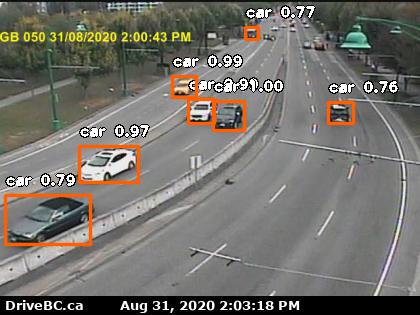 car 0.77
GB 050 31/08/2020 2:00:43 PM
car 0.99
car 0.91
car 1.00
car 0.76
car 0.97
car 0.79
DriveBC.ca Aug 31, 2020 2:03:18 PM